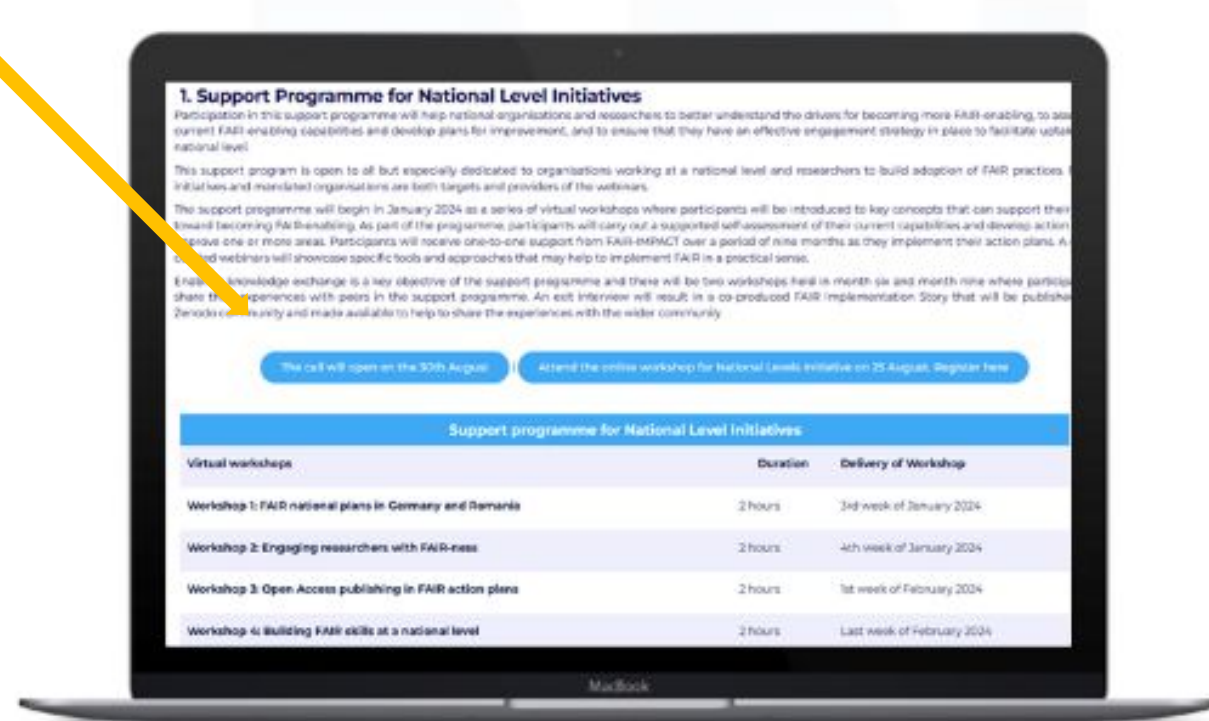 1. Support Programme for National Level Initiatives
Participation in this support programme will help national organisations and researchers to better understand the drivers for becoming more FAIR-enabling, to
current FAIR-enabling capabilities and develop plans for improvement, and to ensure that they have an effective engagement strategy in place to facilitate
national level
This support program is open to all but especially dedicated to organisations working at a national level and researchers to build adoption of FAIR practices.
initiatives and mandated organisations are both targets and providers of the webinars.
The support programme will begin in January 2024 as a series of virtual workshops where participants will be introduced to key concepts that can support their
toward becoming FAIR-enabling. As part of the programme, participants will carry out a supported self-assessment of their current capabilities and develop action
improve one or more areas. Participants will receive one-to-one support from FAIR-IMPACT over a period of nine months as they implement their action plans. A
webinars will showcase specific tools and approaches that may help to implement FAIR in a practical sense.
knowledge exchange is a key objective of the support programme and there will be two workshops held in month six and month nine where
share experiences with peers in the support programme. An exit interview will result in a co-produced FAIR Implementation Story that will be
Zenodo community and made available to help to share the experiences with the wider community
The call will open on the 30th August | Attend the online workshop for National Levels Initiative on 25 August. Register here
Support programme for National Level Initiatives
Virtual workshops Duration Delivery of Workshop
Workshop 1: FAIR national plans in Germany and Romania 2 hours 3rd week of January 2024
Workshop 2: Engaging researchers with FAIR-ness 2 hours 4th week of January 2024
Workshop 3: Open Access publishing in FAIR action plans 2 hours 1st week of February 2024
Workshop 4: Building FAIR skills at a national level 2 hours Last week of February 2024
MacBook